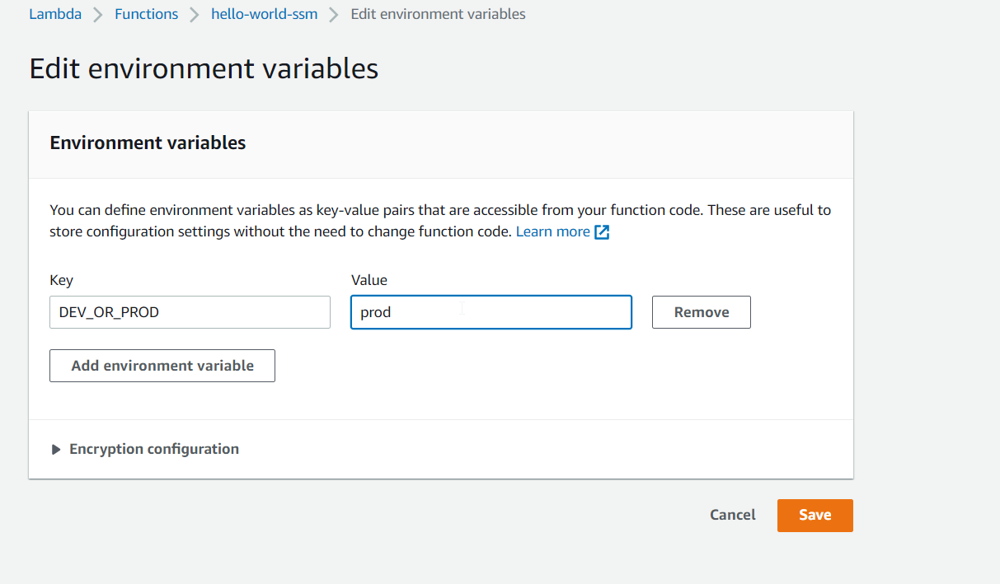 Lambda Functions hello-world-ssm Edit environment variables
Edit environment variables
Environment variables
You can define environment variables as key-value pairs that are accessible from your function code. These are useful to
store configuration settings without the need to change function code. Learn more
Key Value
DEV_OR_PROD prod Remove
Add environment variable
Encryption configuration
Cancel Save